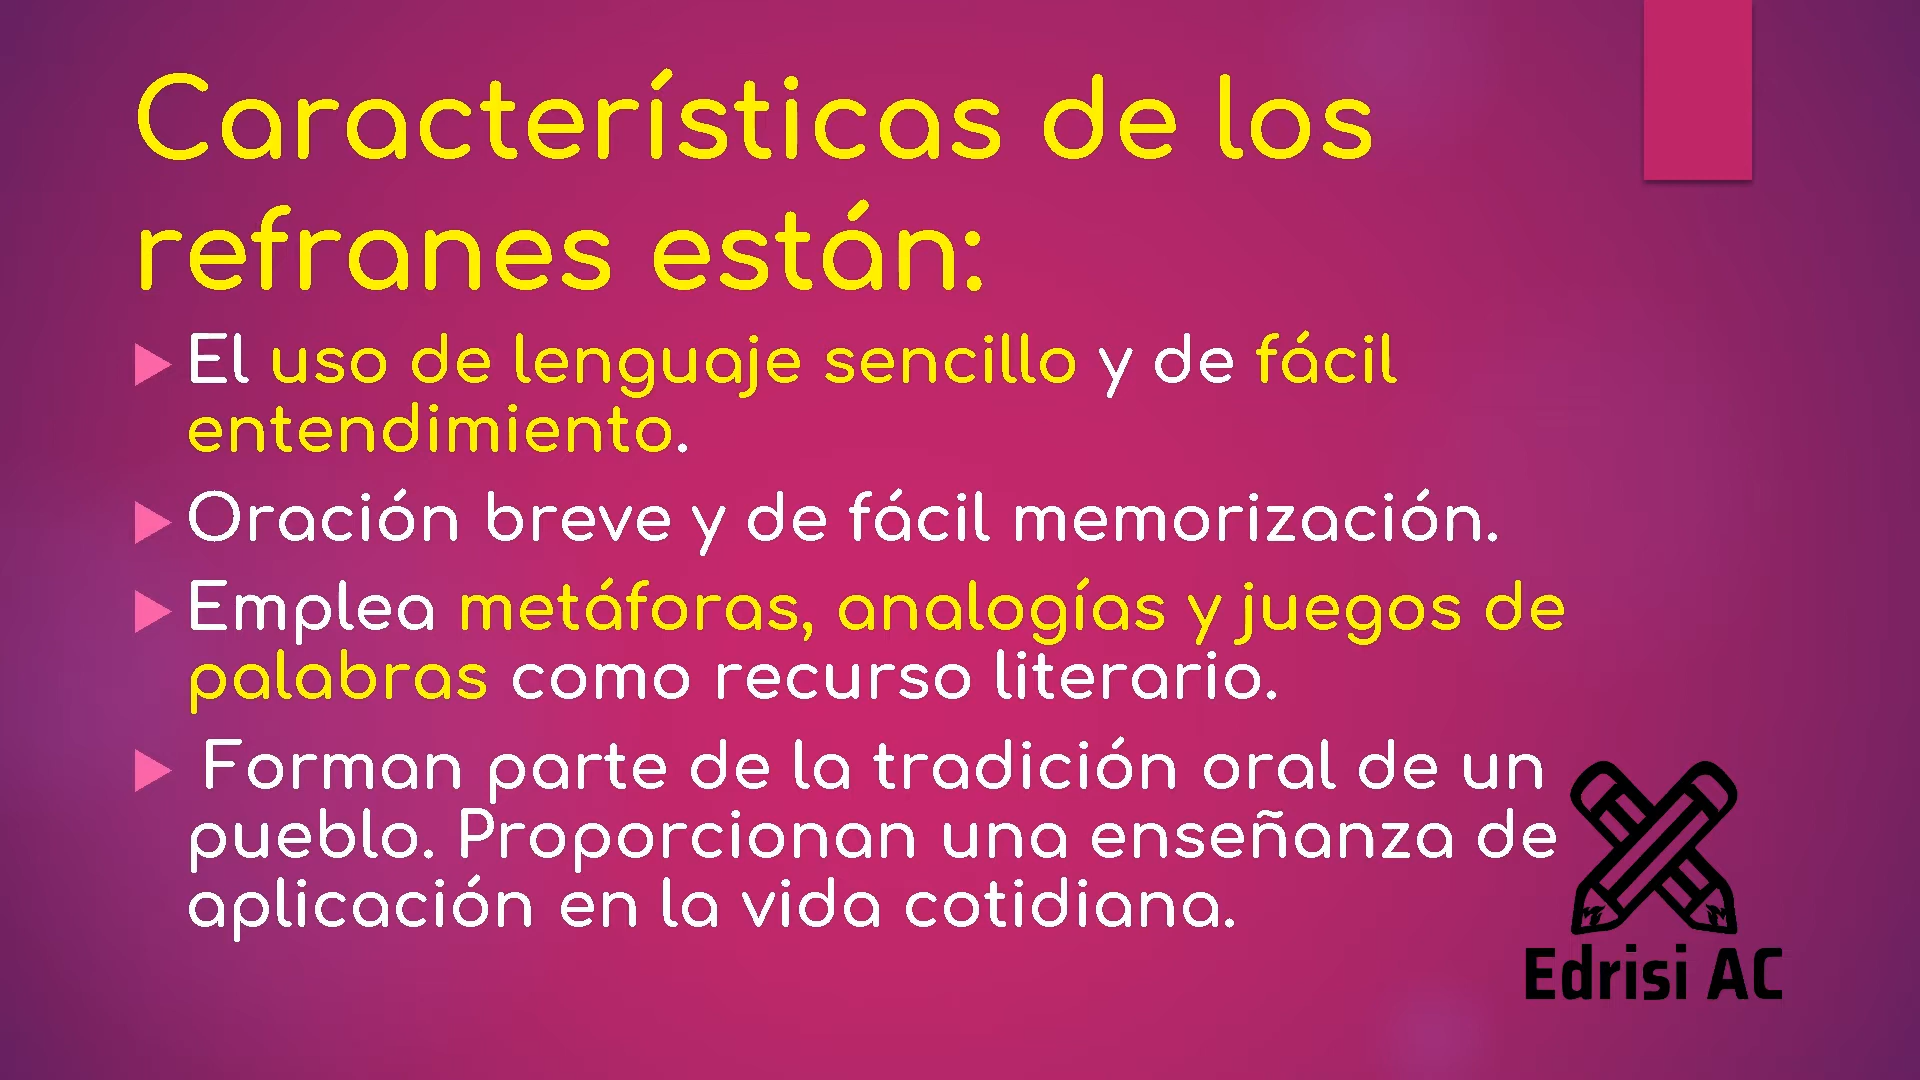 Características de los
refranes están:
El uso de lenguaje sencillo y de fácil
entendimiento.
Oración breve y de fácil memorización.
Emplea metáforas, analogías y juegos de
palabras como recurso literario.
Forman parte de la tradición oral de un
pueblo. Proporcionan una enseñanza de
aplicación en la vida cotidiana.
Edrisi AC